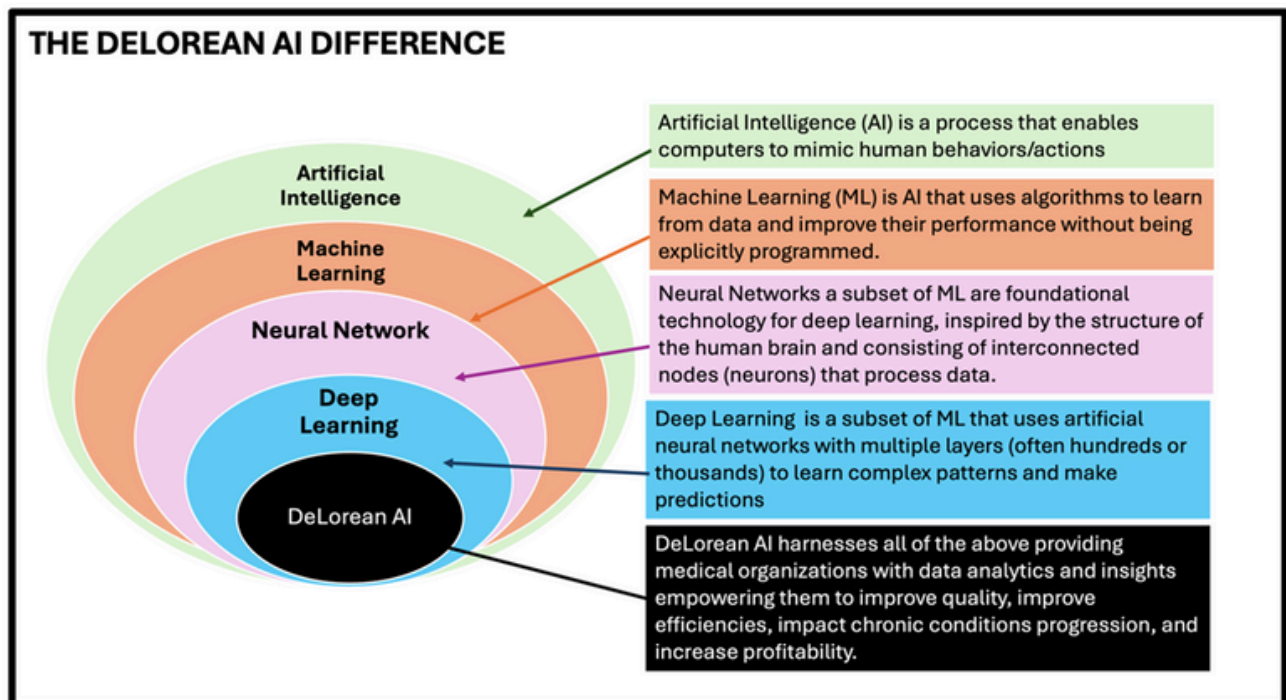 THE DELOREAN AI DIFFERENCE
Artificial
Intelligence
Machine
Learning
Neural Network
Deep
Learning
DeLorean AI
Artificial Intelligence (AI) is a process that enables
computers to mimic human behaviors/actions
Machine Learning (ML) is AI that uses algorithms to learn
from data and improve their performance without being
explicitly programmed.
Neural Networks a subset of ML are foundational
technology for deep learning, inspired by the structure of
the human brain and consisting of interconnected
nodes (neurons) that process data.
Deep Learning  is a subset of ML that uses artificial
neural networks with multiple layers (often hundreds or
thousands) to learn complex patterns and make
predictions
DeLorean AI harnesses all of the above providing
medical organizations with data analytics and insights
empowering them to improve quality, improve
efficiencies, impact chronic conditions progression, and
increase profitability.